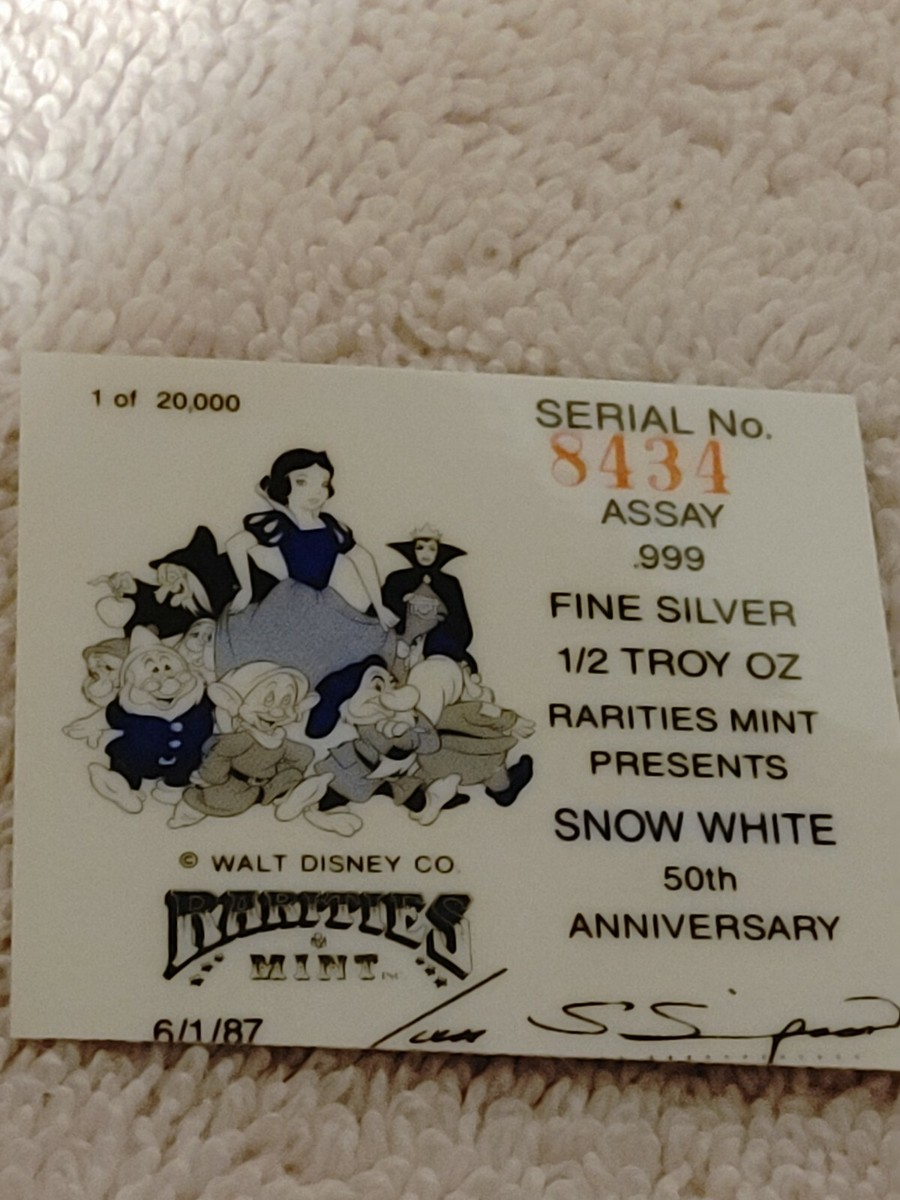 1 of 20,000
SERIAL No.
8434
ASSAY
.999
FINE SILVER
1/2 TROY OZ
RARITIES MINT
PRESENTS
SNOW WHITE
50th
ANNIVERSARY
© WALT DISNEY CO
RARITIES
MINT INC
6/1/87